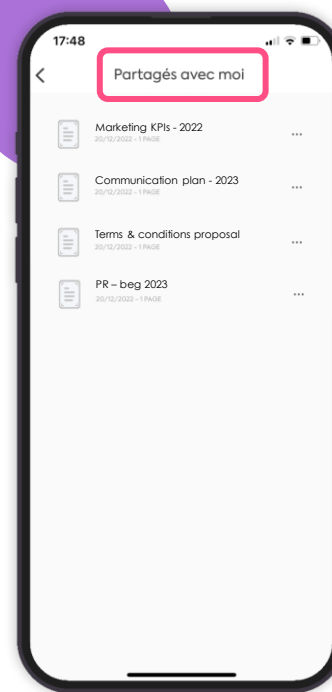 17:48
Partagés avec moi
Marketing KPIs - 2022
20/12/2022 - 1 PAGE
Communication plan - 2023
20/12/2022 - 1 PAGE
Terms & conditions proposal
20/12/2022 - 1 PAGE
PR – beg 2023
20/12/2022 - 1 PAGE